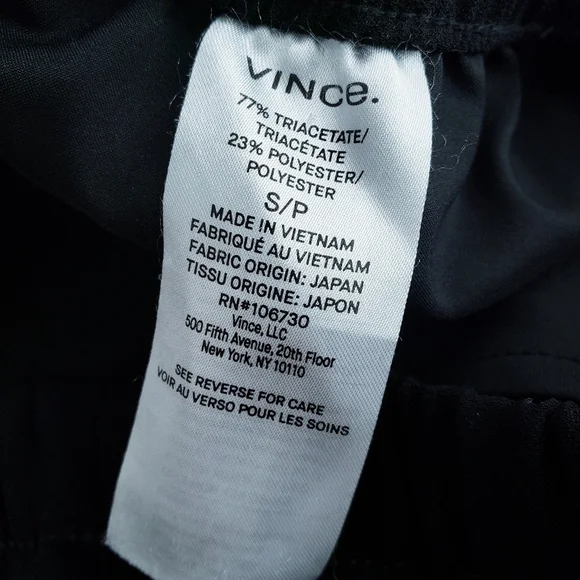 VINCe.
77% TRIACETATE/
TRIACÉTATE
23% POLYESTER/
POLYESTER
S/P
MADE IN VIETNAM
FABRIQUÉ AU VIETNAM
FABRIC ORIGIN: JAPAN
TISSU ORIGINE: JAPON
RN#106730
Vince, LLC
500 Fifth Avenue, 20th Floor
New York, NY 10110
SEE REVERSE FOR CARE
VOIR AU VERSO POUR LES SOINS